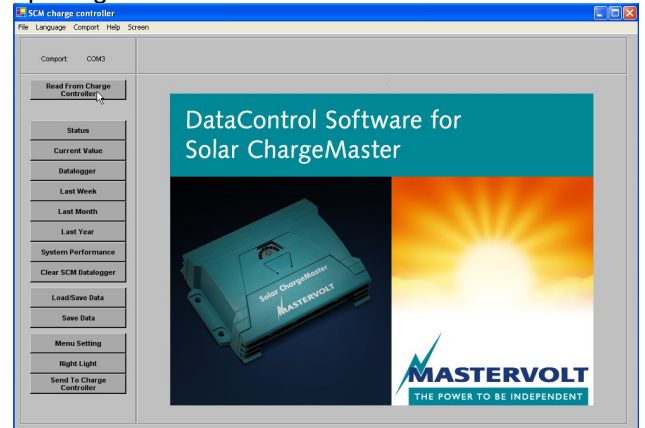 SCM charge controller
File Language Comport Help Screen
Comport: COM3
Read From Charge
Controller
Status
Current Value
Datalogger
Last Week
Last Month
Last Year
System Performance
Clear SCM Datalogger
Load/Save Data
Save Data
Menu Setting
Night Light
Send To Charge
Controller
DataControl Software for
Solar ChargeMaster
Solar ChargeMaster
MASTERVOLT
MASTERVOLT
THE POWER TO BE INDEPENDENT